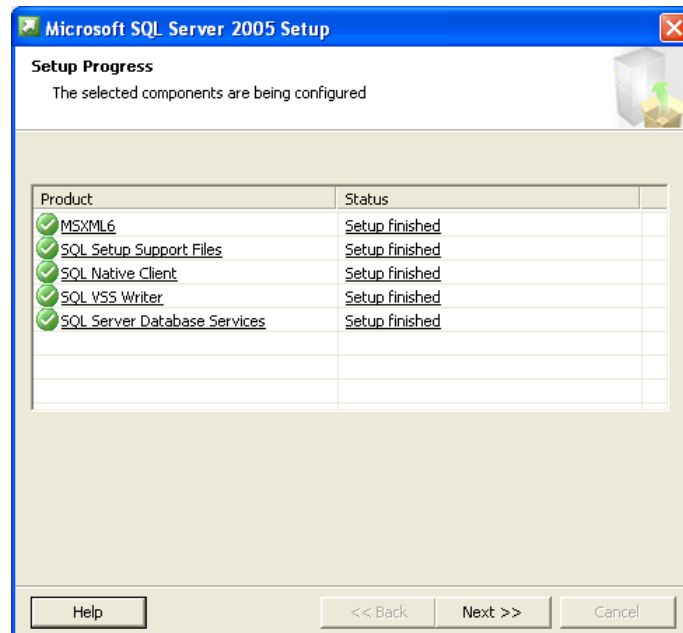 Microsoft SQL Server 2005 Setup
Setup Progress
The selected components are being configured
Product Status
MSXML6 Setup finished
SQL Setup Support Files Setup finished
SQL Native Client Setup finished
SQL VSS Writer Setup finished
SQL Server Database Services Setup finished
Help << Back Next >> Cancel